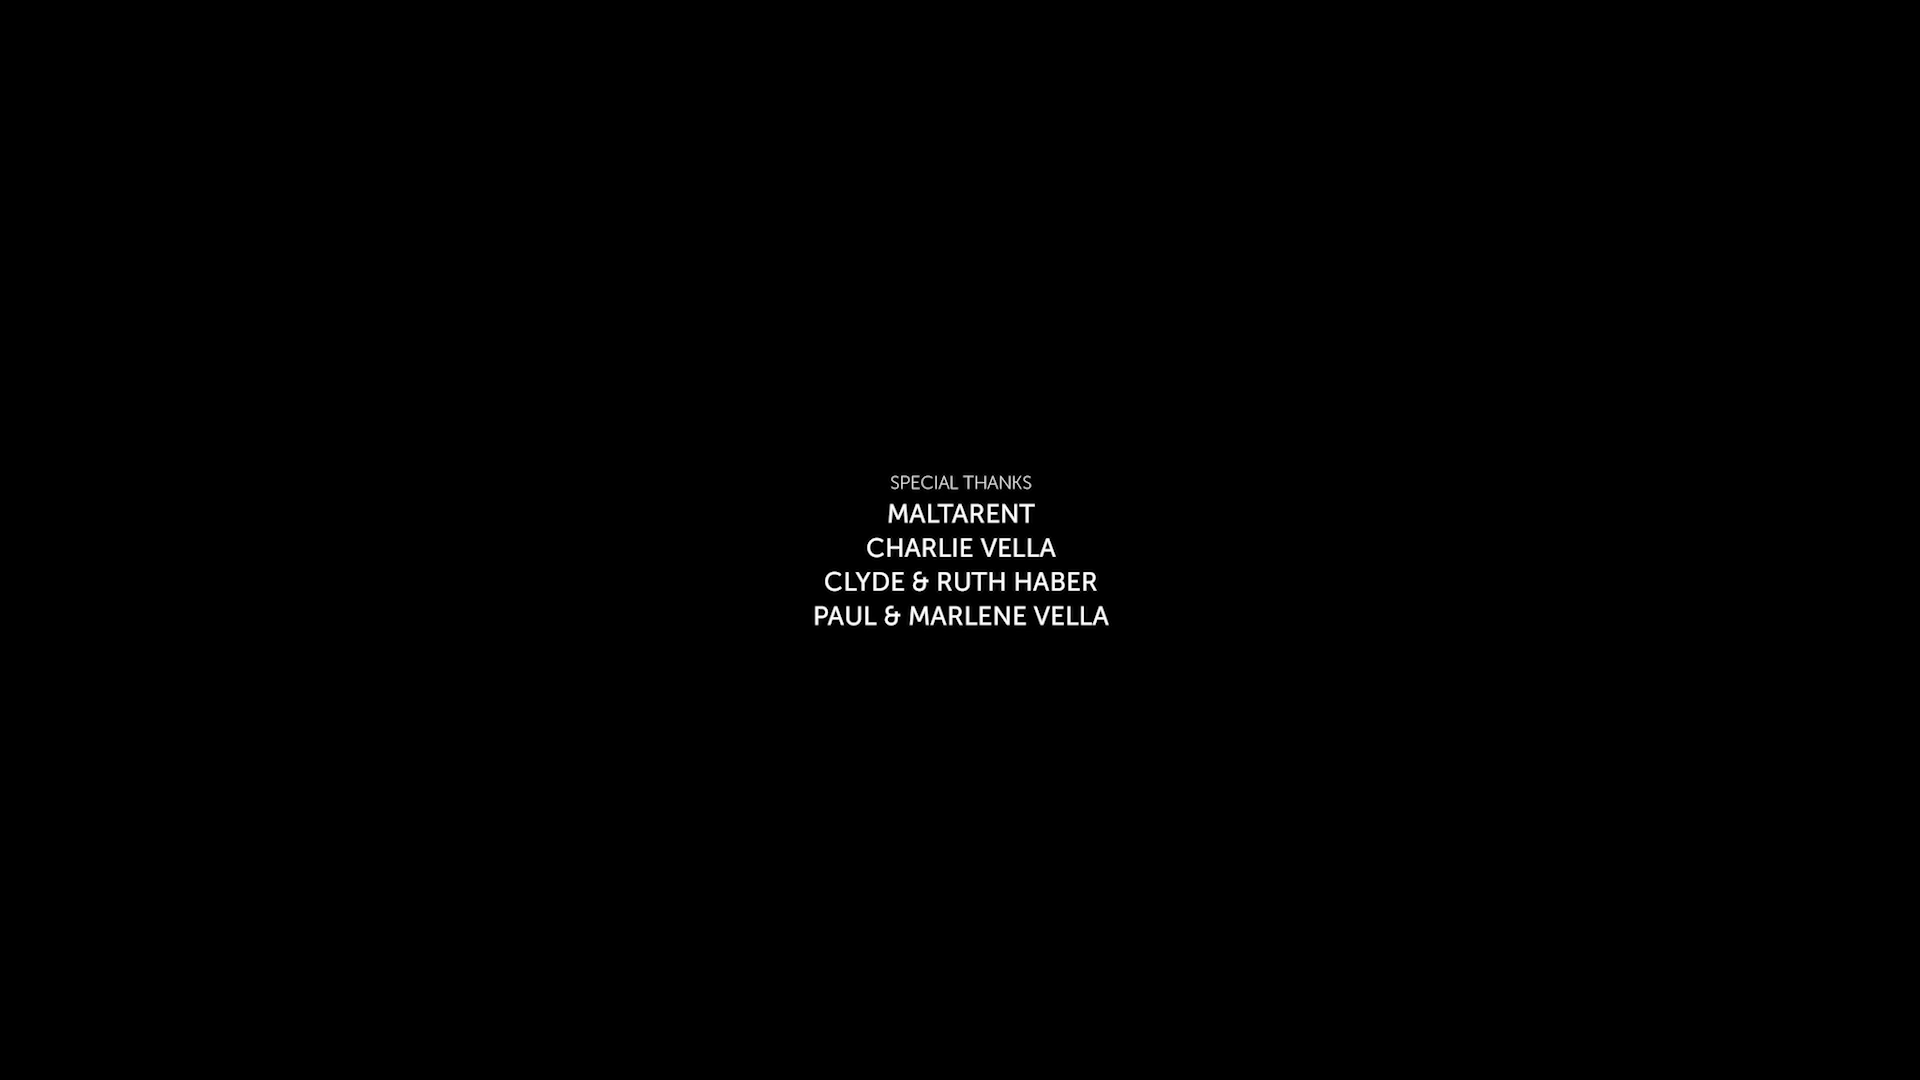 SPECIAL THANKS
MALTARENT
CHARLIE VELLA
CLYDE & RUTH HABER
PAUL & MARLENE VELLA